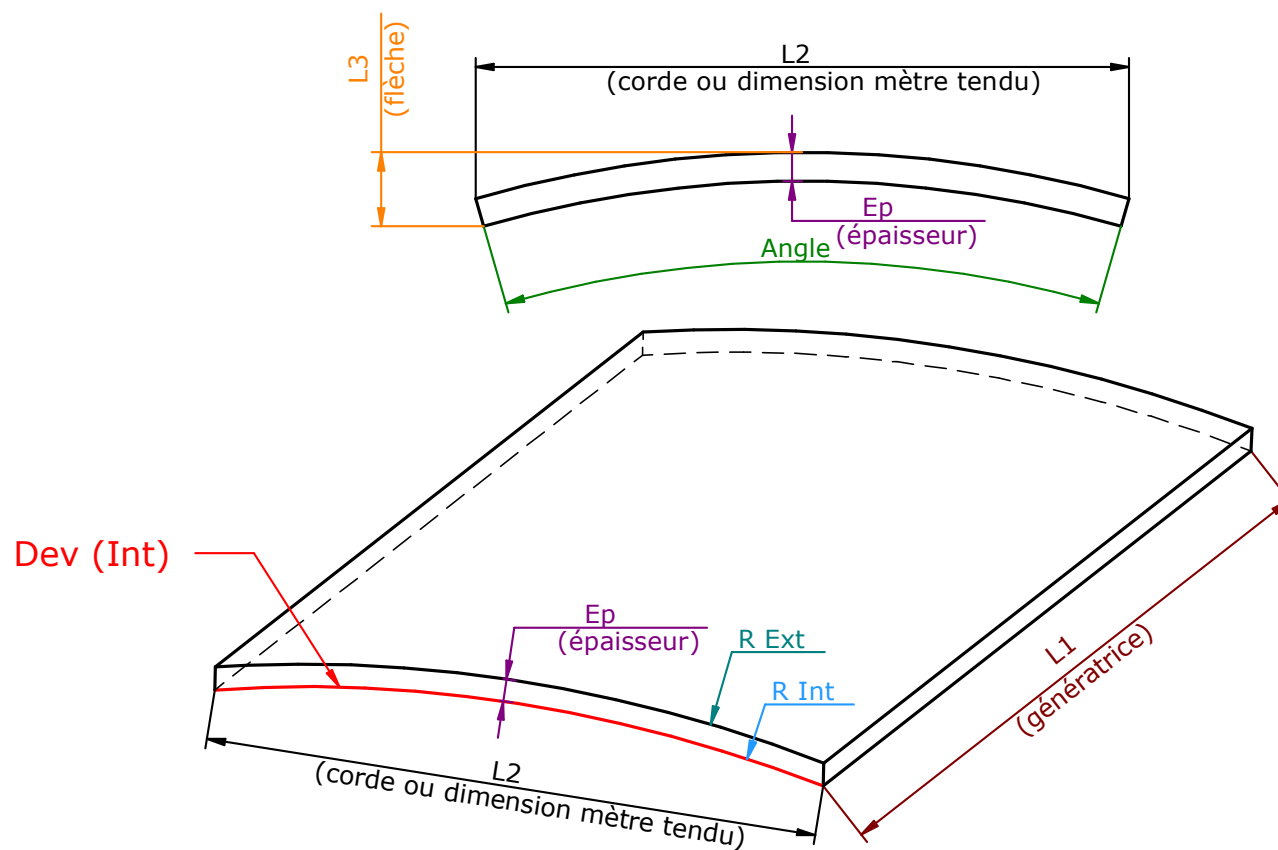 L2
(corde ou dimension mètre tendu)
L3
(flèche)
Ep
(épaisseur)
Angle
Dev (Int)
Ep
(épaisseur)
R Ext
R Int
L1
(génératrice)
L2
(corde ou dimension mètre tendu)